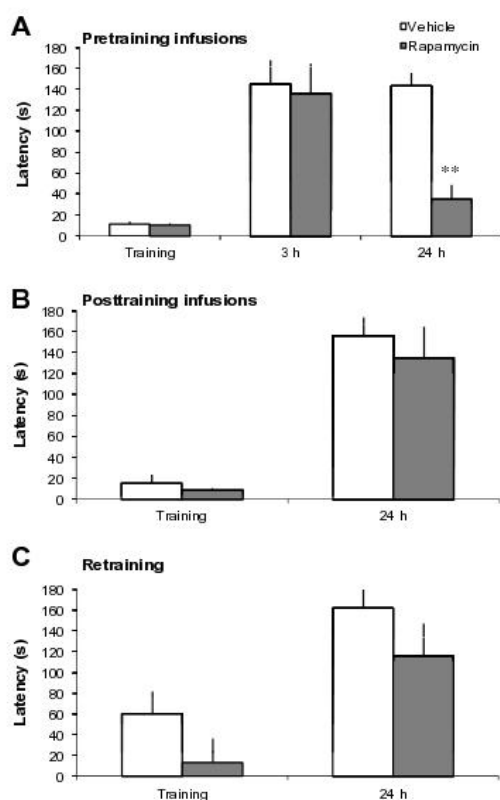 A
Pretraining infusions
Vehicle
Rapamycin
Latency (s)
180
160
140
120
100
80
60
40
20
0
**
Training
3 h
24 h
B
Posttraining infusions
Latency (s)
180
160
140
120
100
80
60
40
20
0
Training
24 h
C
Retraining
Latency (s)
180
160
140
120
100
80
60
40
20
0
Training
24 h